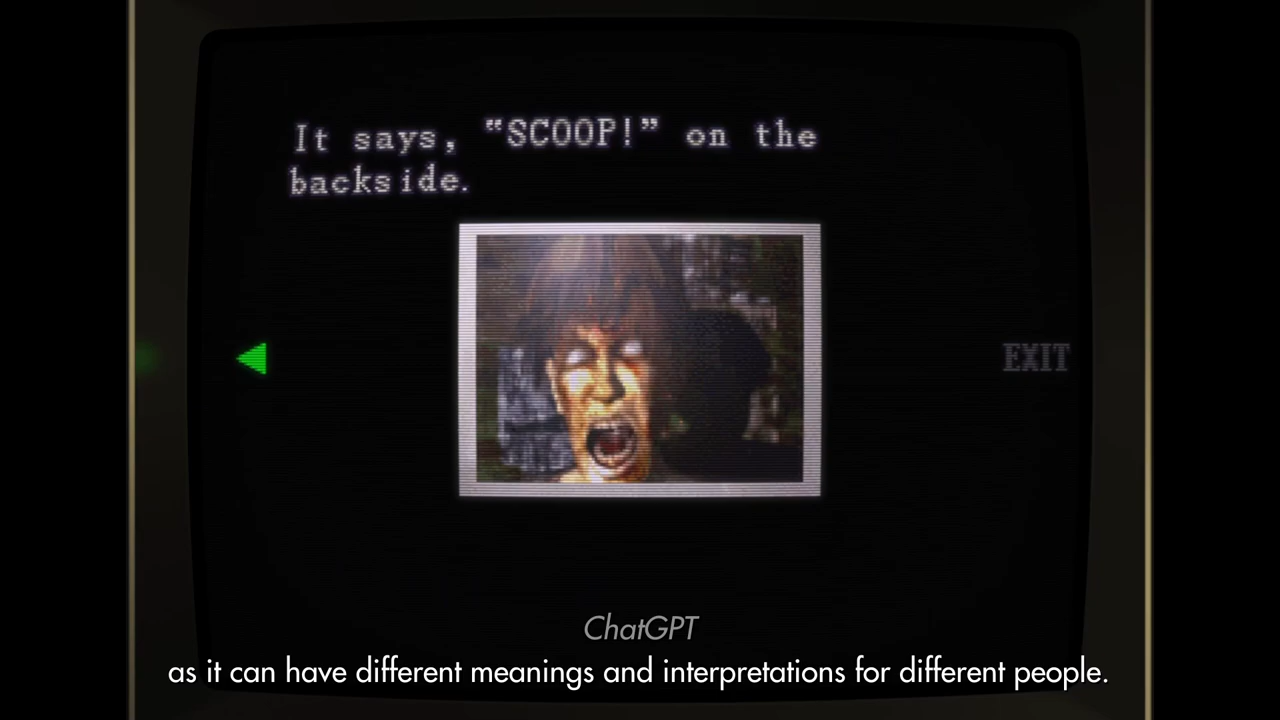 It says, “SCOOP!” on the
backside.
EXIT
ChatGPT
as it can have different meanings and interpretations for different people.